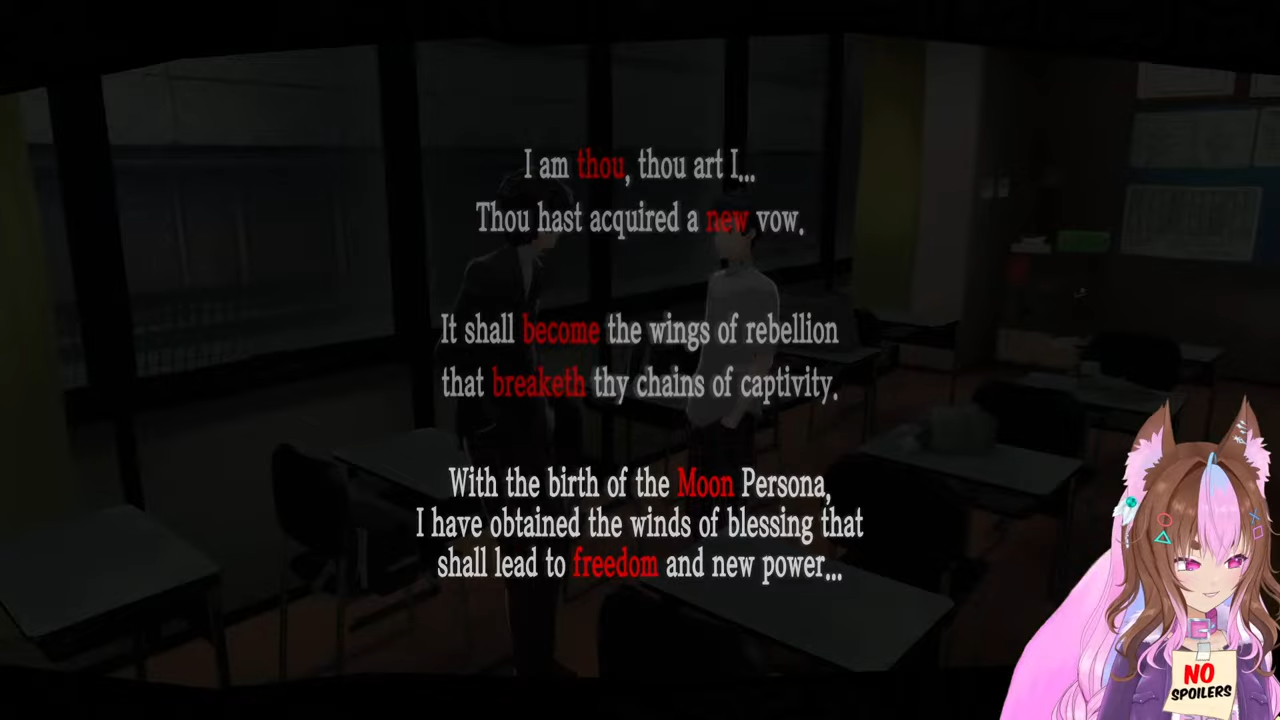 I am thou, thou art I...
Thou hast acquired a new vow.
It shall become the wings of rebellion
that breaketh thy chains of captivity.
With the birth of the Moon Persona,
I have obtained the winds of blessing that
shall lead to freedom and new power...
NO
SPOILERS